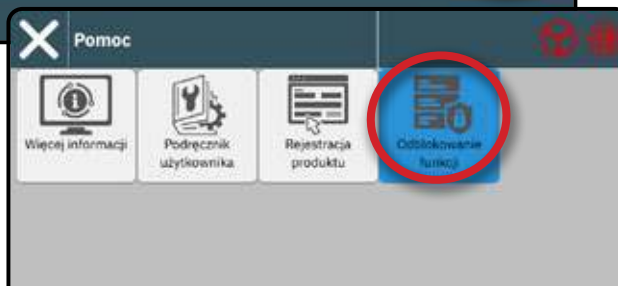 Pomoc
Więcej informacji
Podręcznik
użytkownika
Rejestracja
produktu
Odblokowanie
funkcji